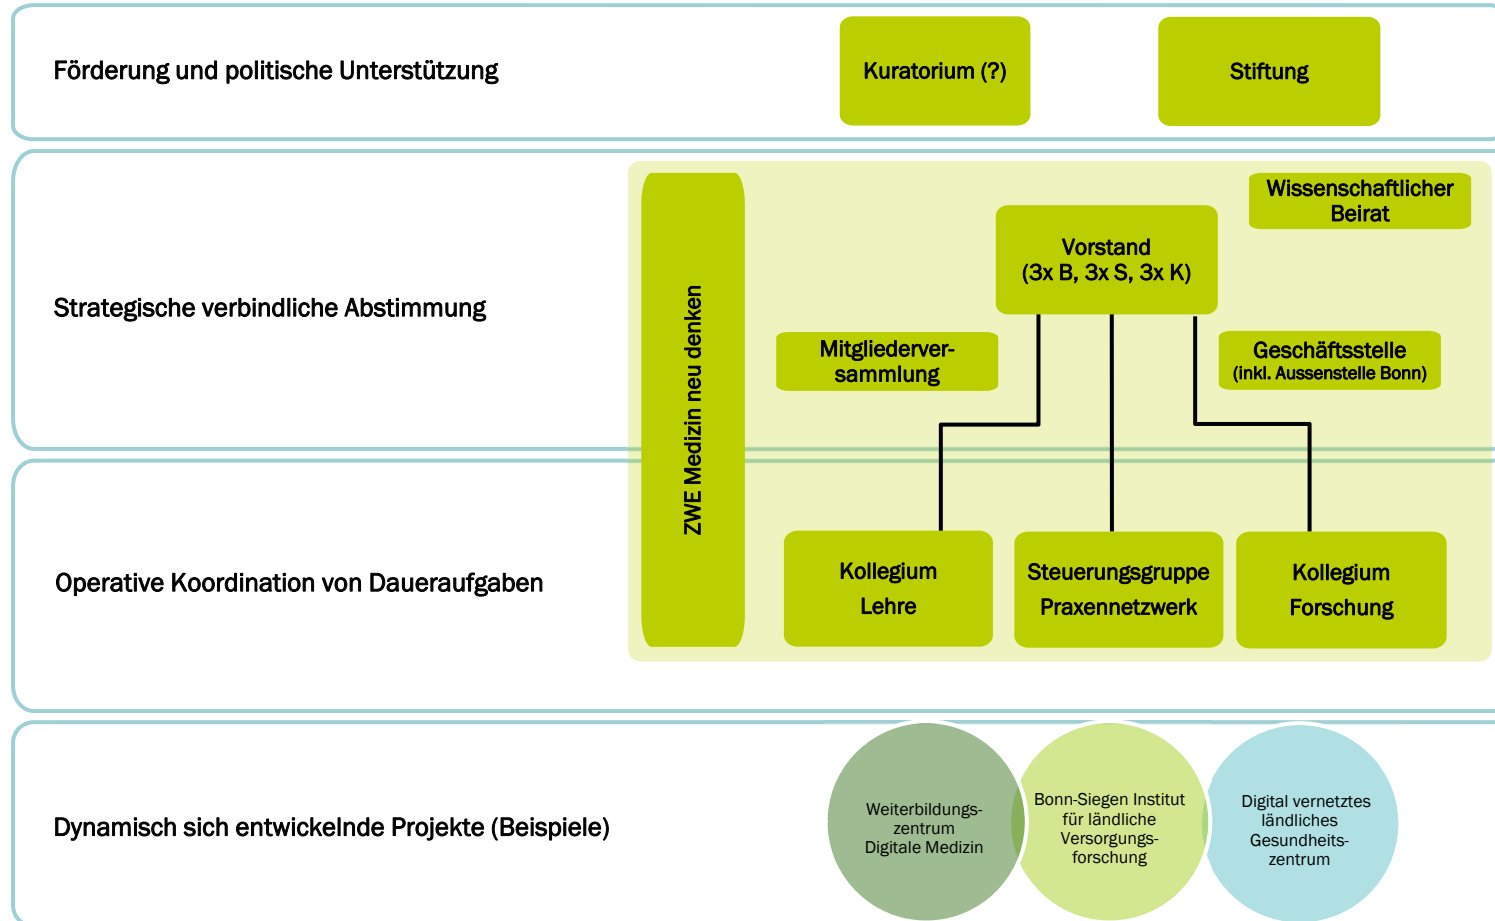 Förderung und politische Unterstützung
Kuratorium (?)
Stiftung
Strategische verbindliche Abstimmung
ZWE Medizin neu denken
Wissenschaftlicher
Beirat
Vorstand
(3x B, 3x S, 3x K)
Mitgliederver-
sammlung
Geschäftsstelle
(inkl. Aussenstelle Bonn)
Operative Koordination von Daueraufgaben
Kollegium
Lehre
Steuerungsgruppe
Praxennetzwerk
Kollegium
Forschung
Dynamisch sich entwickelnde Projekte (Beispiele)
Weiterbildungs-
zentrum
Digitale Medizin
Bonn-Siegen Institut
für ländliche
Versorgungs-
forschung
Digital vernetztes
ländliches
Gesundheits-
zentrum